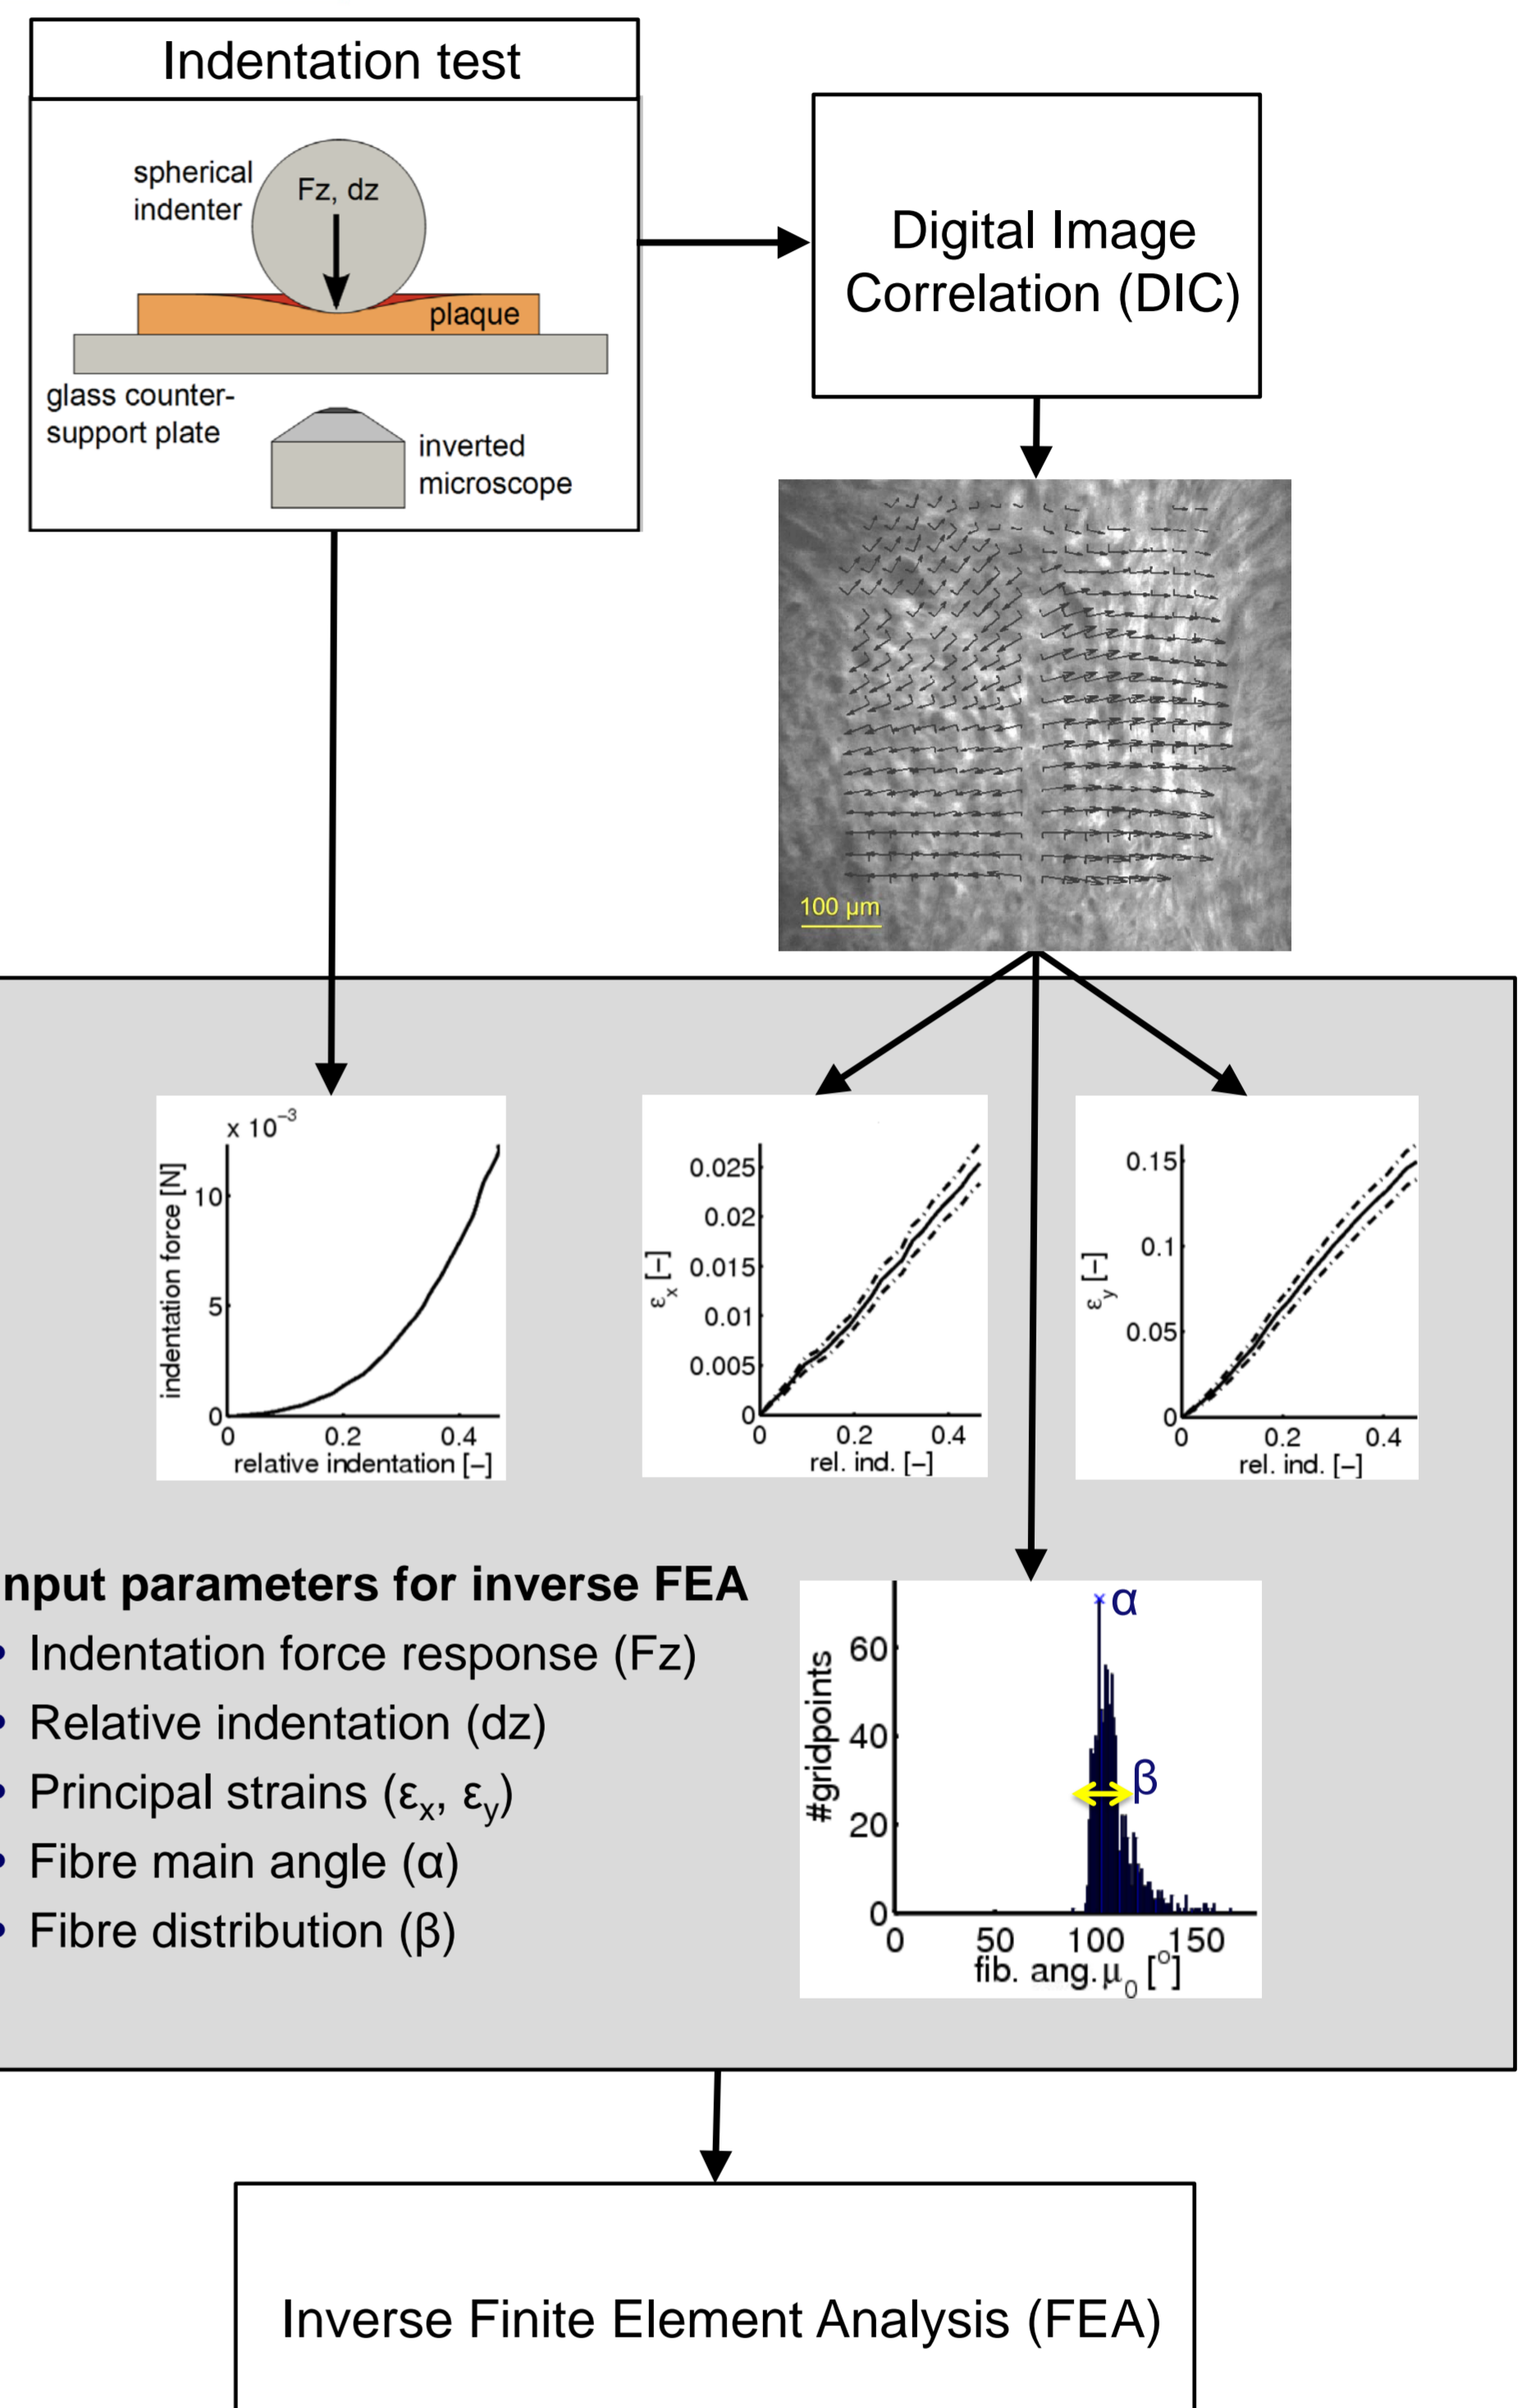 Indentation test
spherical
indenter
Fz, dz
plaque
glass counter-
support plate
inverted
microscope
Digital Image
Correlation (DIC)
100 µm
x 10⁻³
indentation force [N]
10
5
0
0 0.2 0.4
relative indentation [–]
εₓ [–]
0.025
0.02
0.015
0.01
0.005
0
0 0.2 0.4
rel. ind. [–]
ε_y [–]
0.15
0.1
0.05
0
0 0.2 0.4
rel. ind. [–]
nput parameters for inverse FEA
• Indentation force response (Fz)
• Relative indentation (dz)
• Principal strains (εₓ, ε_y)
• Fibre main angle (α)
• Fibre distribution (β)
α
β
#gridpoints
60
40
20
0
0 50 100 150
fib. ang. μ₀ [°]
Inverse Finite Element Analysis (FEA)